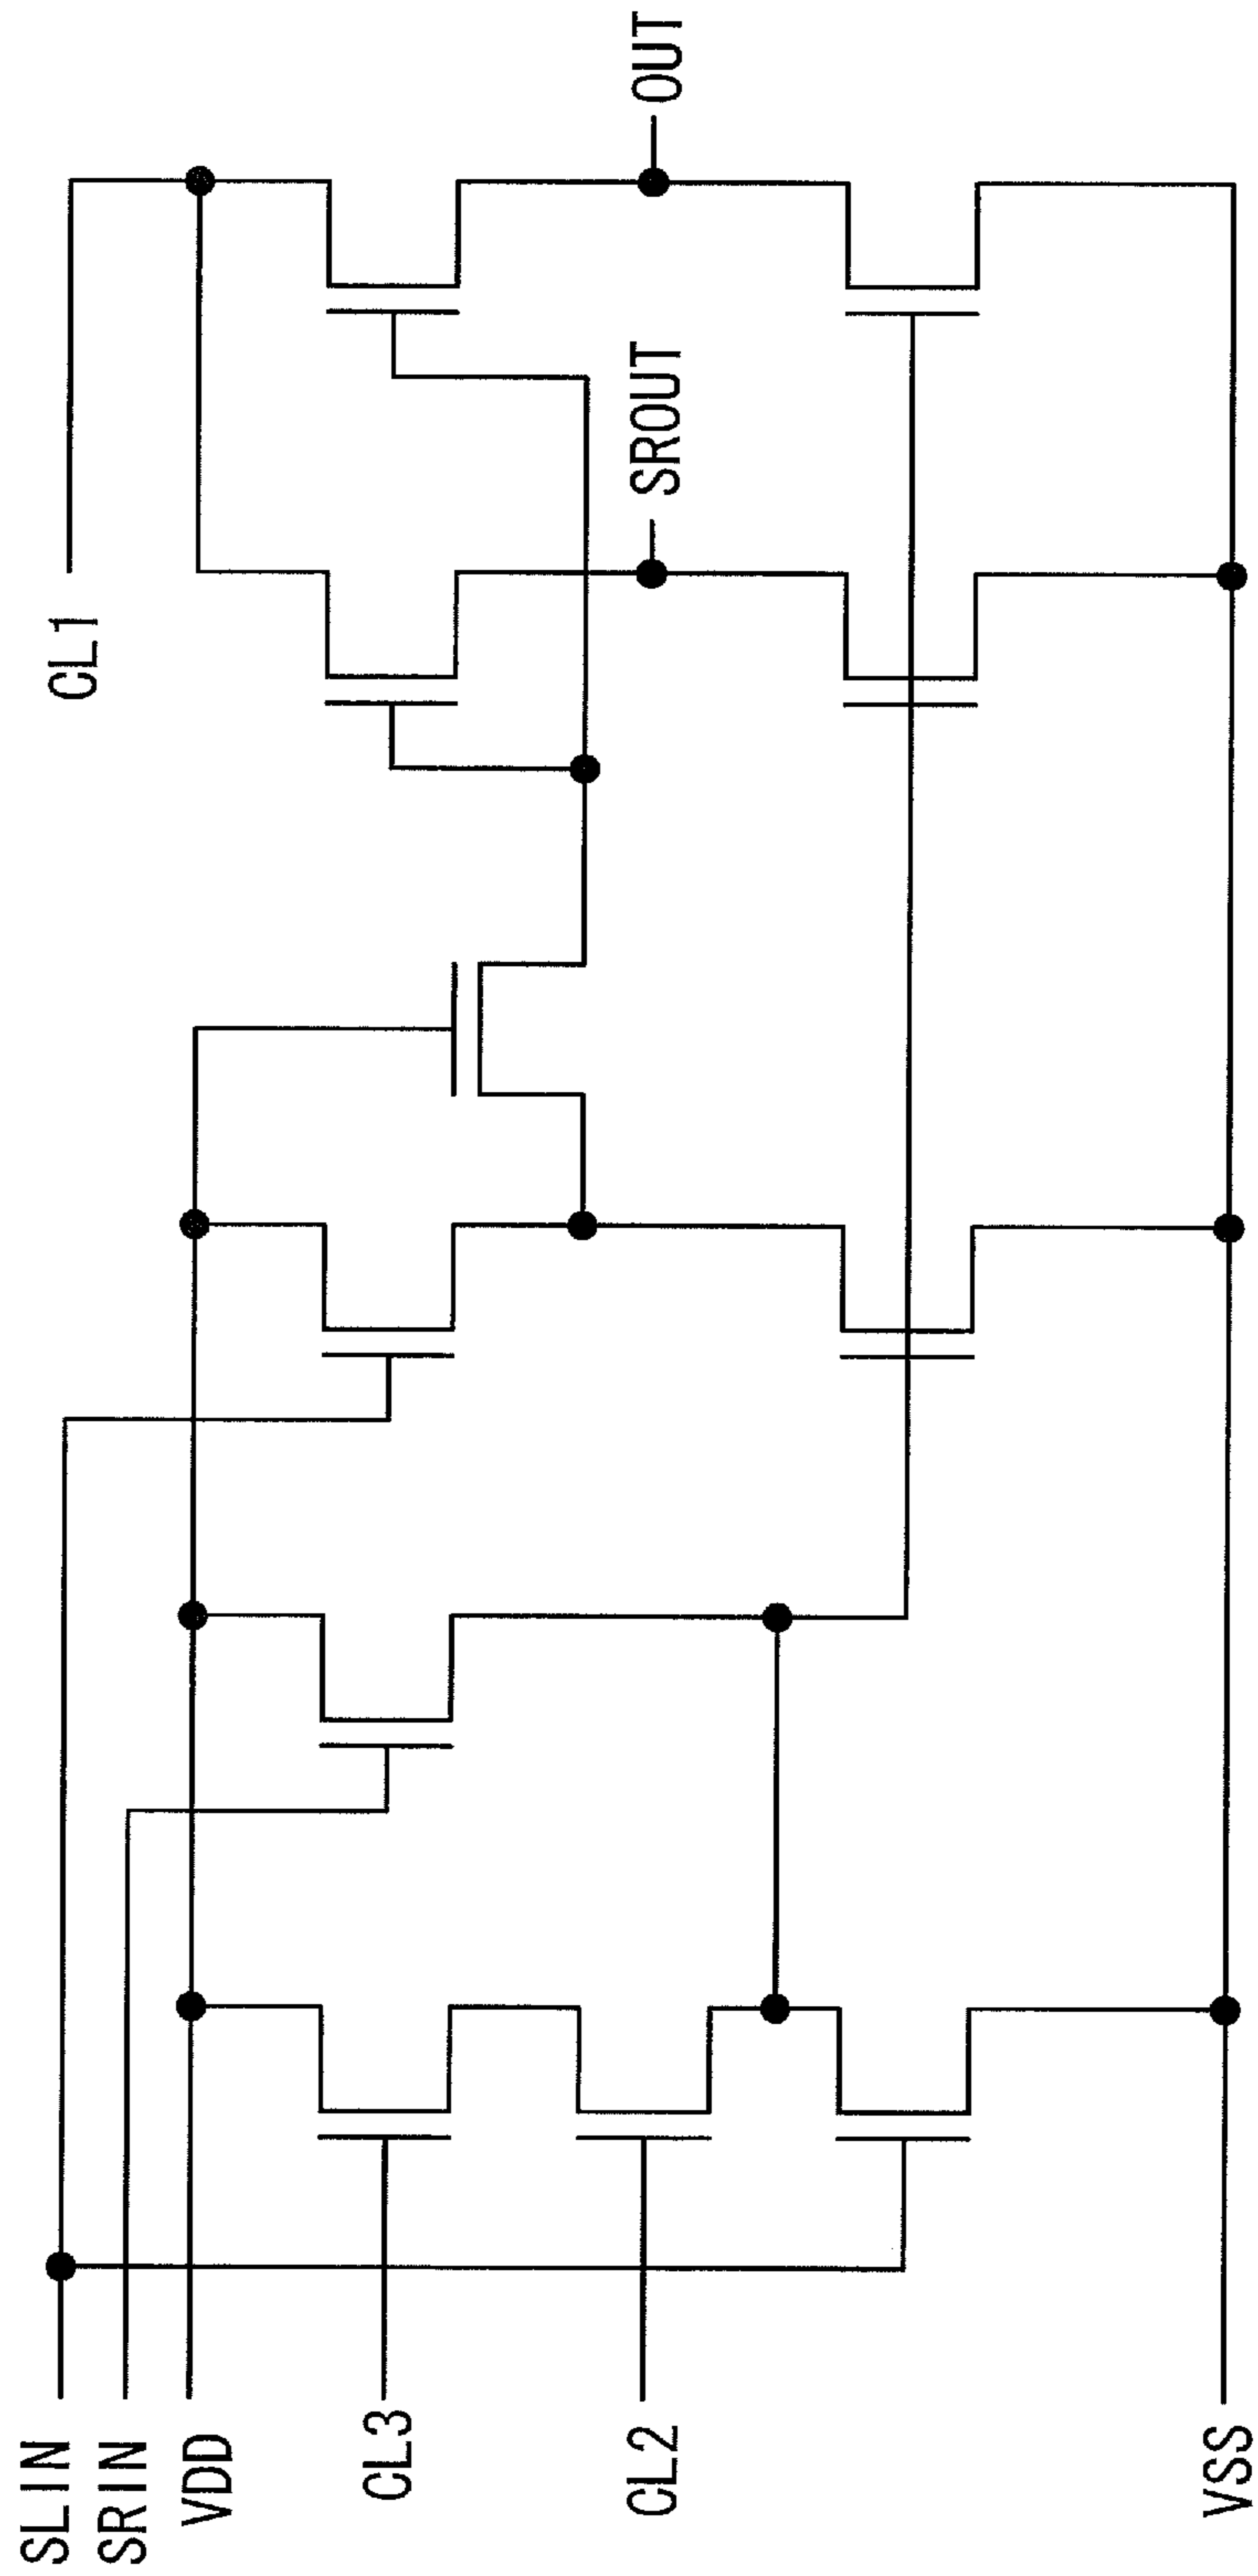 SLIN
SRIN
VDD
CL3
CL2
VSS
CL1
SROUT
OUT